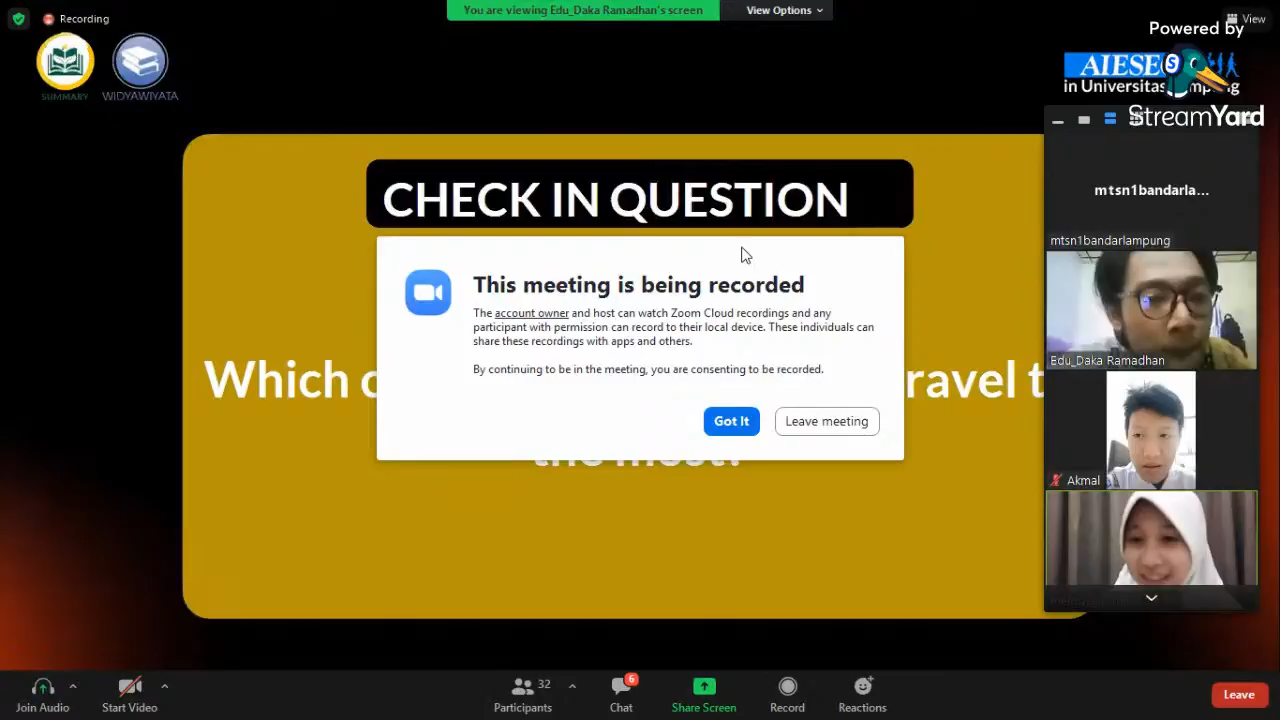 Recording
You are viewing Edu_Daka Ramadhan's screen
View Options
View
Powered by
StreamYard
SUMMARY
WIDYAWIYATA
AIESEC
in Universitas
CHECK IN QUESTION
Which
ravel t
the most?
This meeting is being recorded
The account owner and host can watch Zoom Cloud recordings and any
participant with permission can record to their local device. These individuals can
share these recordings with apps and others.
By continuing to be in the meeting, you are consenting to be recorded.
Got It
Leave meeting
mtsn1bandarla...
mtsn1bandarlampung
Edu_Daka Ramadhan
Akmal
Join Audio
Start Video
32
Participants
6
Chat
Share Screen
Record
Reactions
Leave